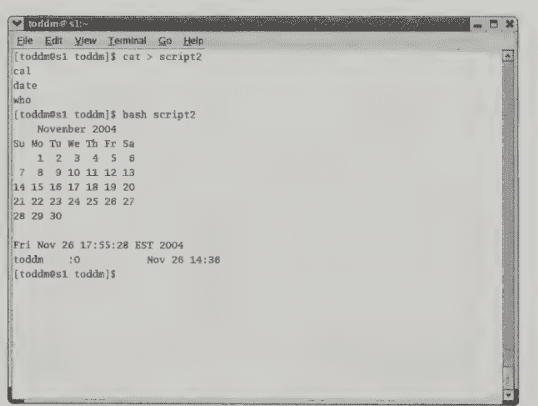 toddm@s1:~
File Edit View Terminal Go Help
[toddm@s1 toddm]$ cat > script2
cal
date
who
[toddm@s1 toddm]$ bash script2
    November 2004
Su Mo Tu We Th Fr Sa
    1  2  3  4  5  6
 7  8  9 10 11 12 13
14 15 16 17 18 19 20
21 22 23 24 25 26 27
28 29 30

Fri Nov 26 17:55:28 EST 2004
toddm    :0           Nov 26 14:36
[toddm@s1 toddm]$